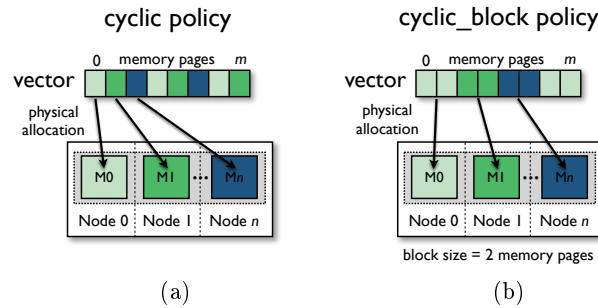 cyclic policy
0 memory pages m
vector
physical
allocation
M0 M1 ... Mn
Node 0 Node 1 Node n
(a)
cyclic_block policy
0 memory pages m
vector
physical
allocation
M0 M1 ... Mn
Node 0 Node 1 Node n
block size = 2 memory pages
(b)